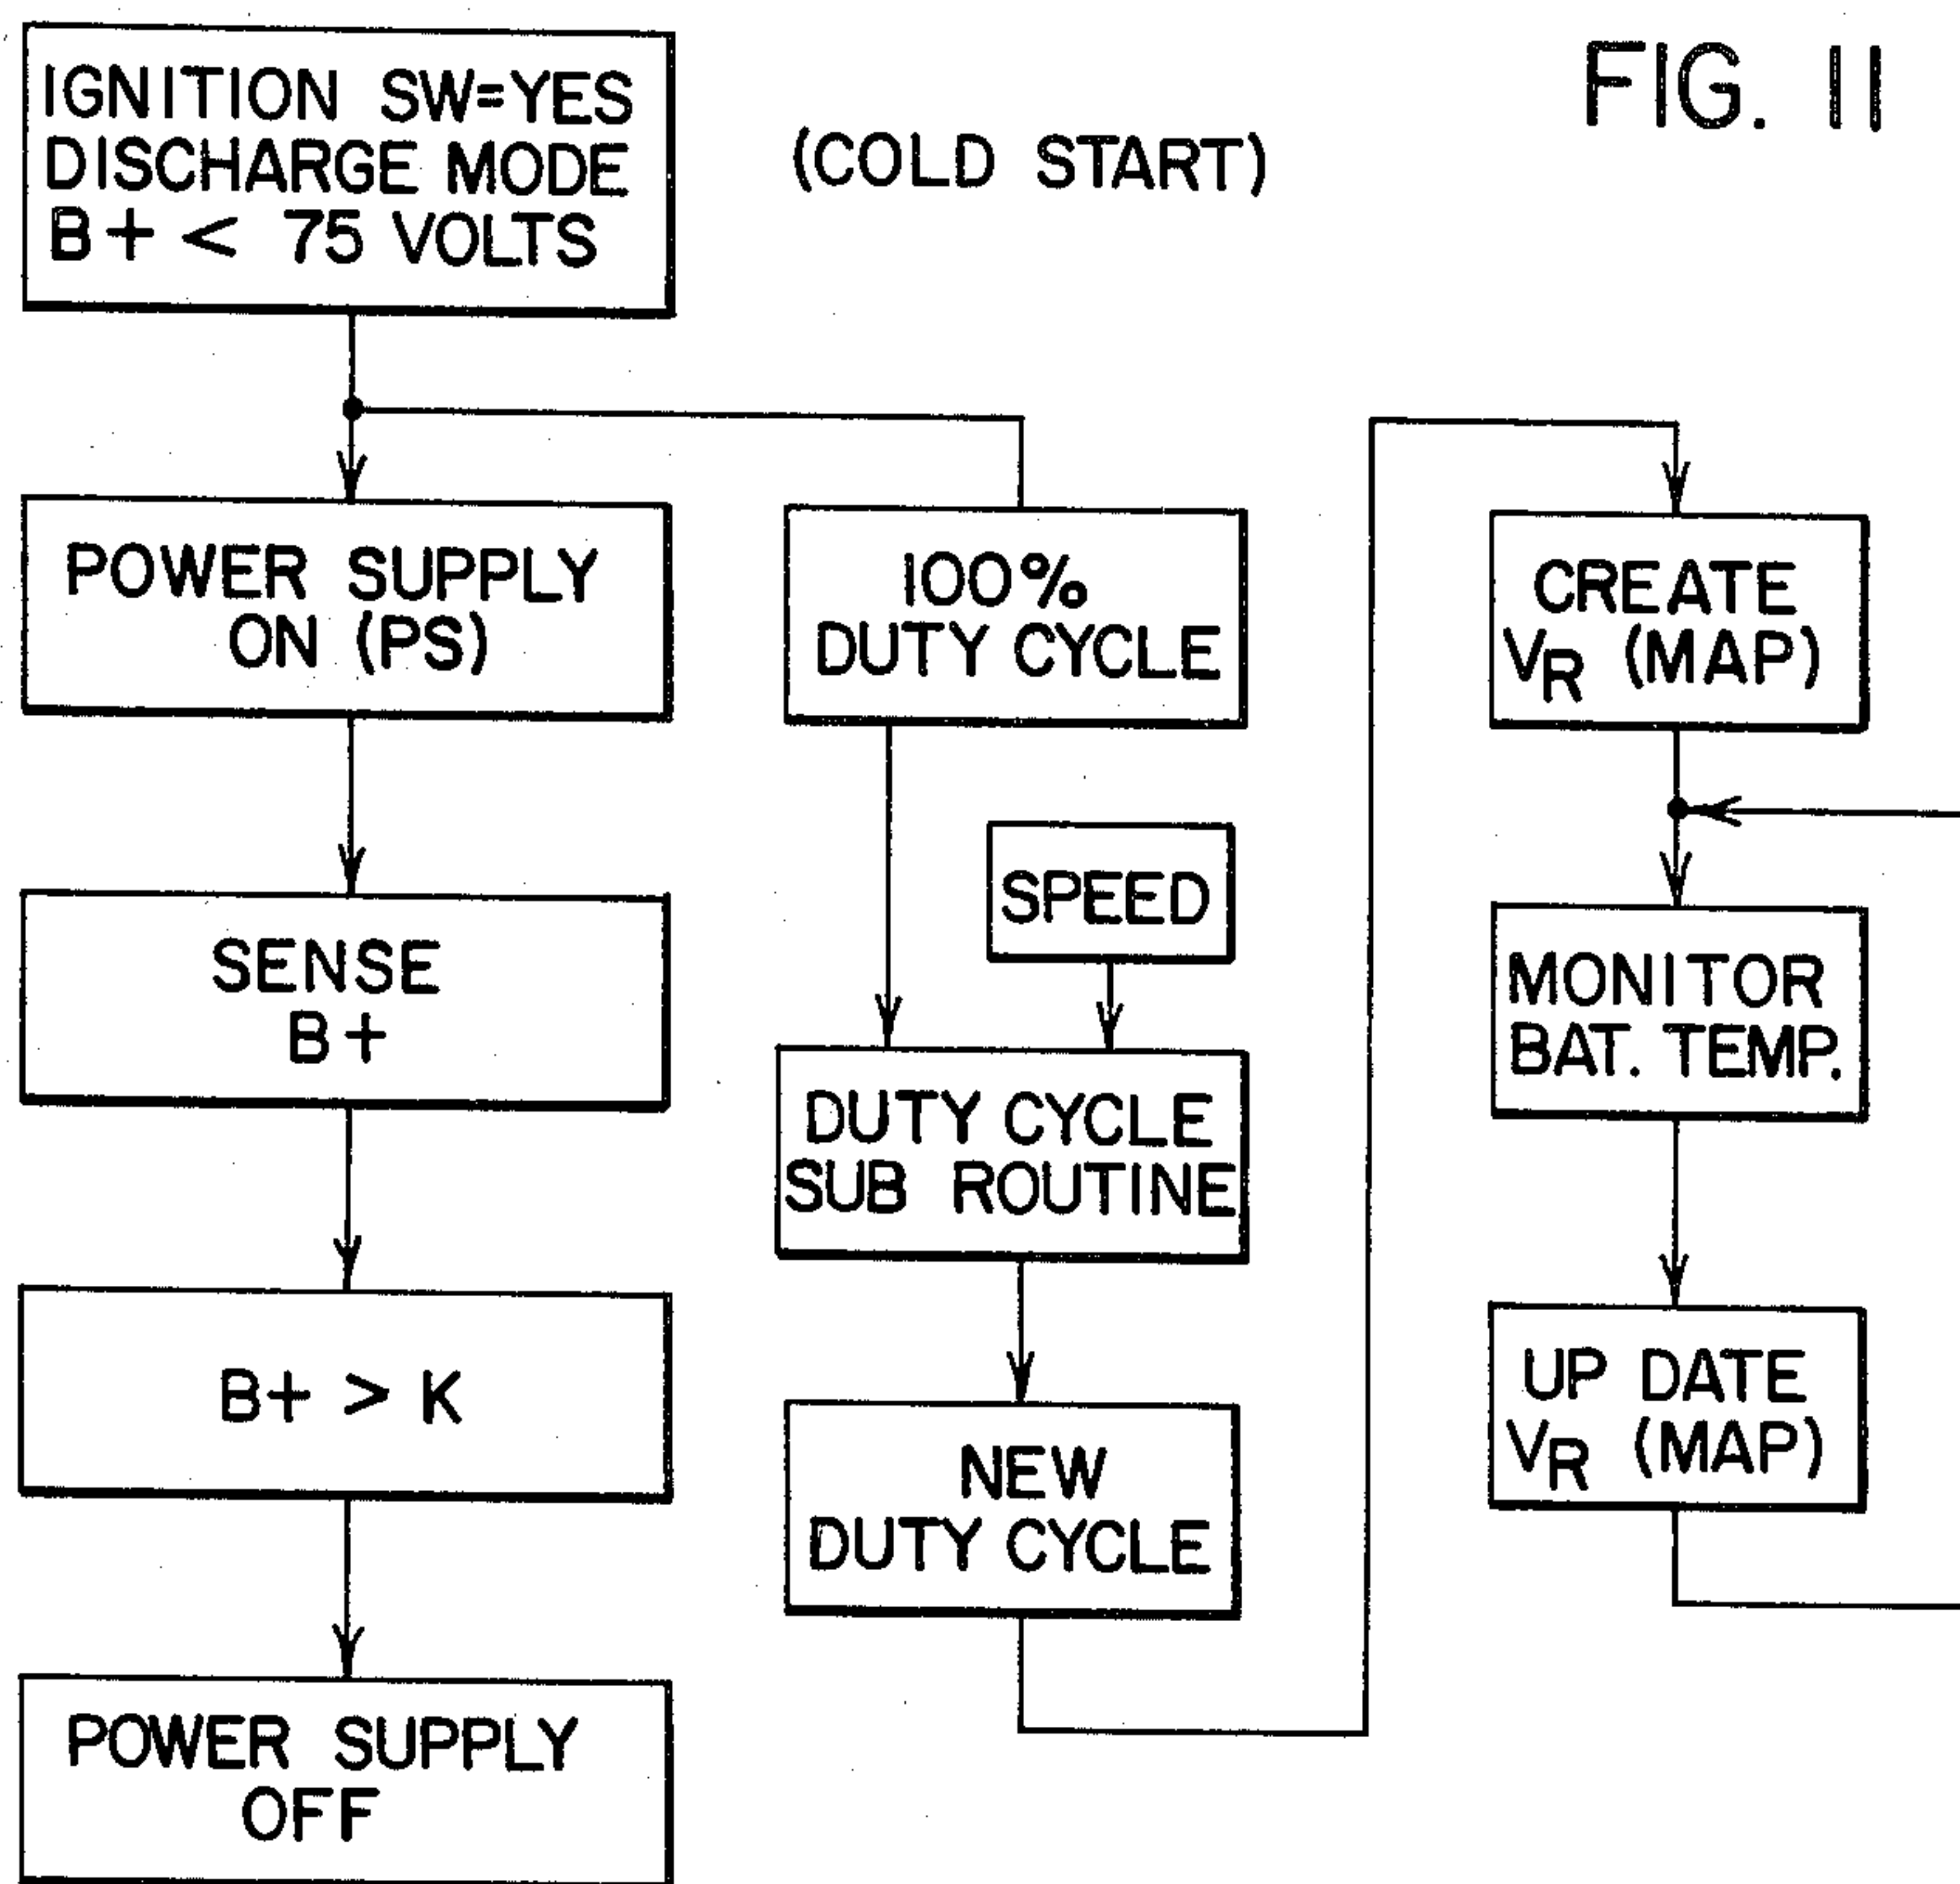 FIG. 11
(COLD START)
IGNITION SW=YES
DISCHARGE MODE
B+ < 75 VOLTS
POWER SUPPLY
ON (PS)
SENSE
B+
B+ > K
POWER SUPPLY
OFF
100%
DUTY CYCLE
SPEED
DUTY CYCLE
SUB ROUTINE
NEW
DUTY CYCLE
CREATE
VR (MAP)
MONITOR
BAT. TEMP.
UP DATE
VR (MAP)